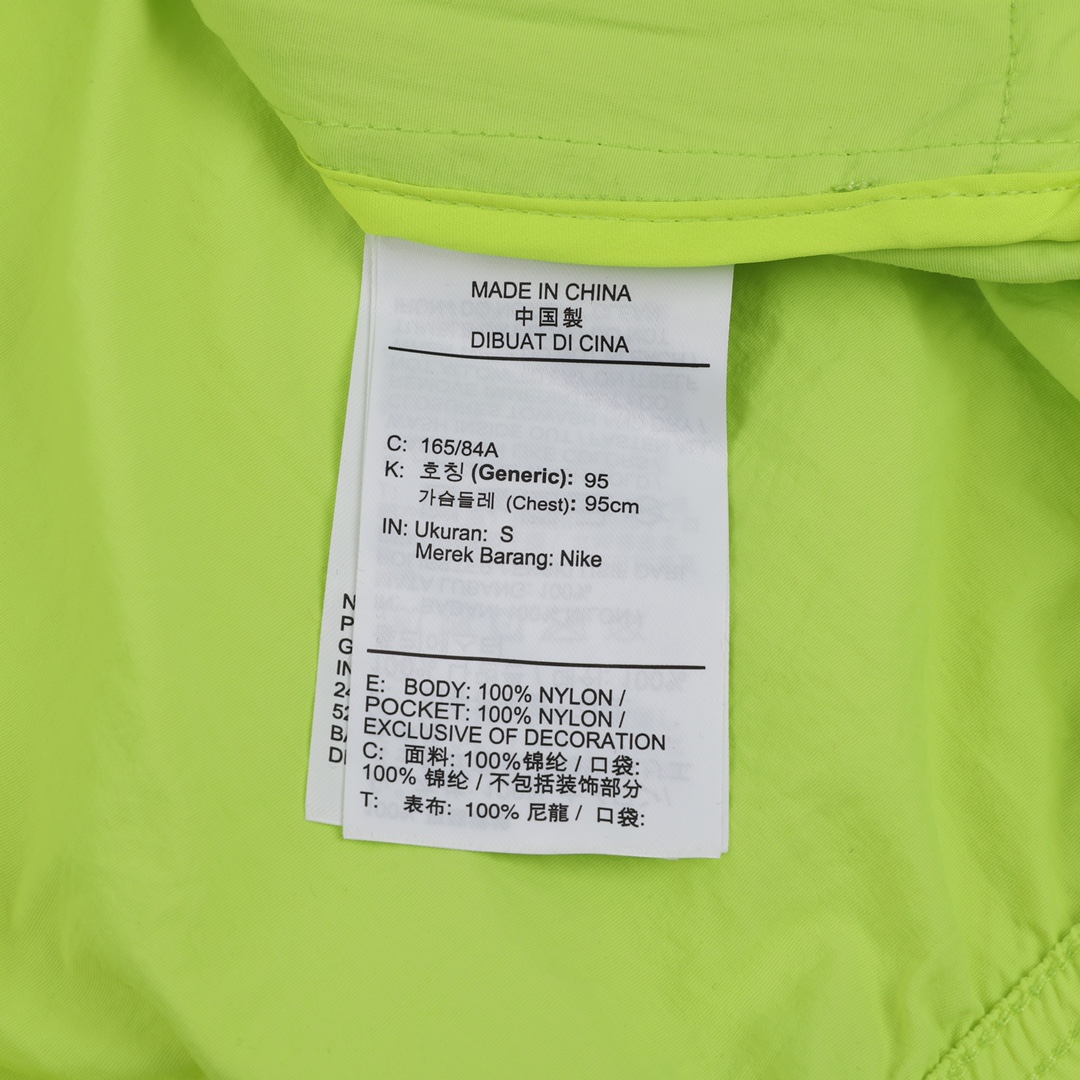 MADE IN CHINA
中国製
DIBUAT DI CINA
C: 165/84A
K: 호칭 (Generic): 95
가슴들레 (Chest): 95cm
IN: Ukuran: S
Merek Barang: Nike
E: BODY: 100% NYLON /
POCKET: 100% NYLON /
EXCLUSIVE OF DECORATION
C: 面料: 100%锦纶 / 口袋:
100% 锦纶 / 不包括装饰部分
T: 表布: 100% 尼龍 / 口袋: